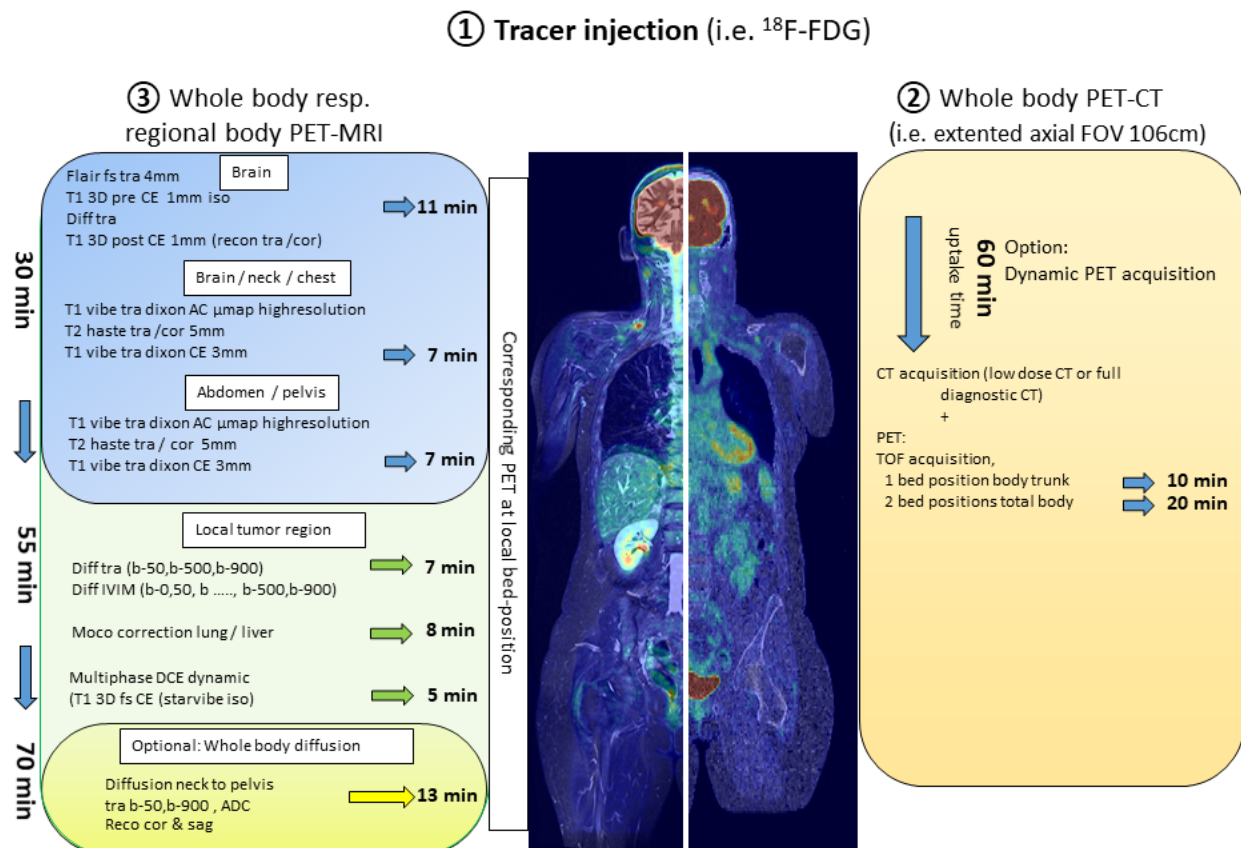 ① Tracer injection (i.e. ¹⁸F-FDG)
③ Whole body resp.
regional body PET-MRI
30 min
55 min
70 min
Brain
Flair fs tra 4mm
T1 3D pre CE 1mm iso
Diff tra
T1 3D post CE 1mm (recon tra /cor)
11 min
Brain / neck / chest
T1 vibe tra dixon AC µmap highresolution
T2 haste tra /cor 5mm
T1 vibe tra dixon CE 3mm
7 min
Abdomen / pelvis
T1 vibe tra dixon AC µmap highresolution
T2 haste tra / cor 5mm
T1 vibe tra dixon CE 3mm
7 min
Local tumor region
Diff tra (b-50,b-500,b-900)
7 min
Diff IVIM (b-0,50, b ....., b-500,b-900)
Moco correction lung / liver
8 min
Multiphase DCE dynamic
(T1 3D fs CE (starvibe iso)
5 min
Optional: Whole body diffusion
Diffusion neck to pelvis
tra b-50,b-900 , ADC
Reco cor & sag
13 min
Corresponding PET at local bed-position
② Whole body PET-CT
(i.e. extented axial FOV 106cm)
60 min
uptake time
Option:
Dynamic PET acquisition
CT acquisition (low dose CT or full
diagnostic CT)
+
PET:
TOF acquisition,
1 bed position body trunk
10 min
2 bed positions total body
20 min